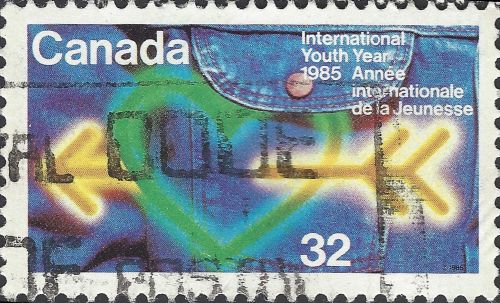 Canada
International
Youth Year
1985 Année
internationale
de la Jeunesse
32
1985